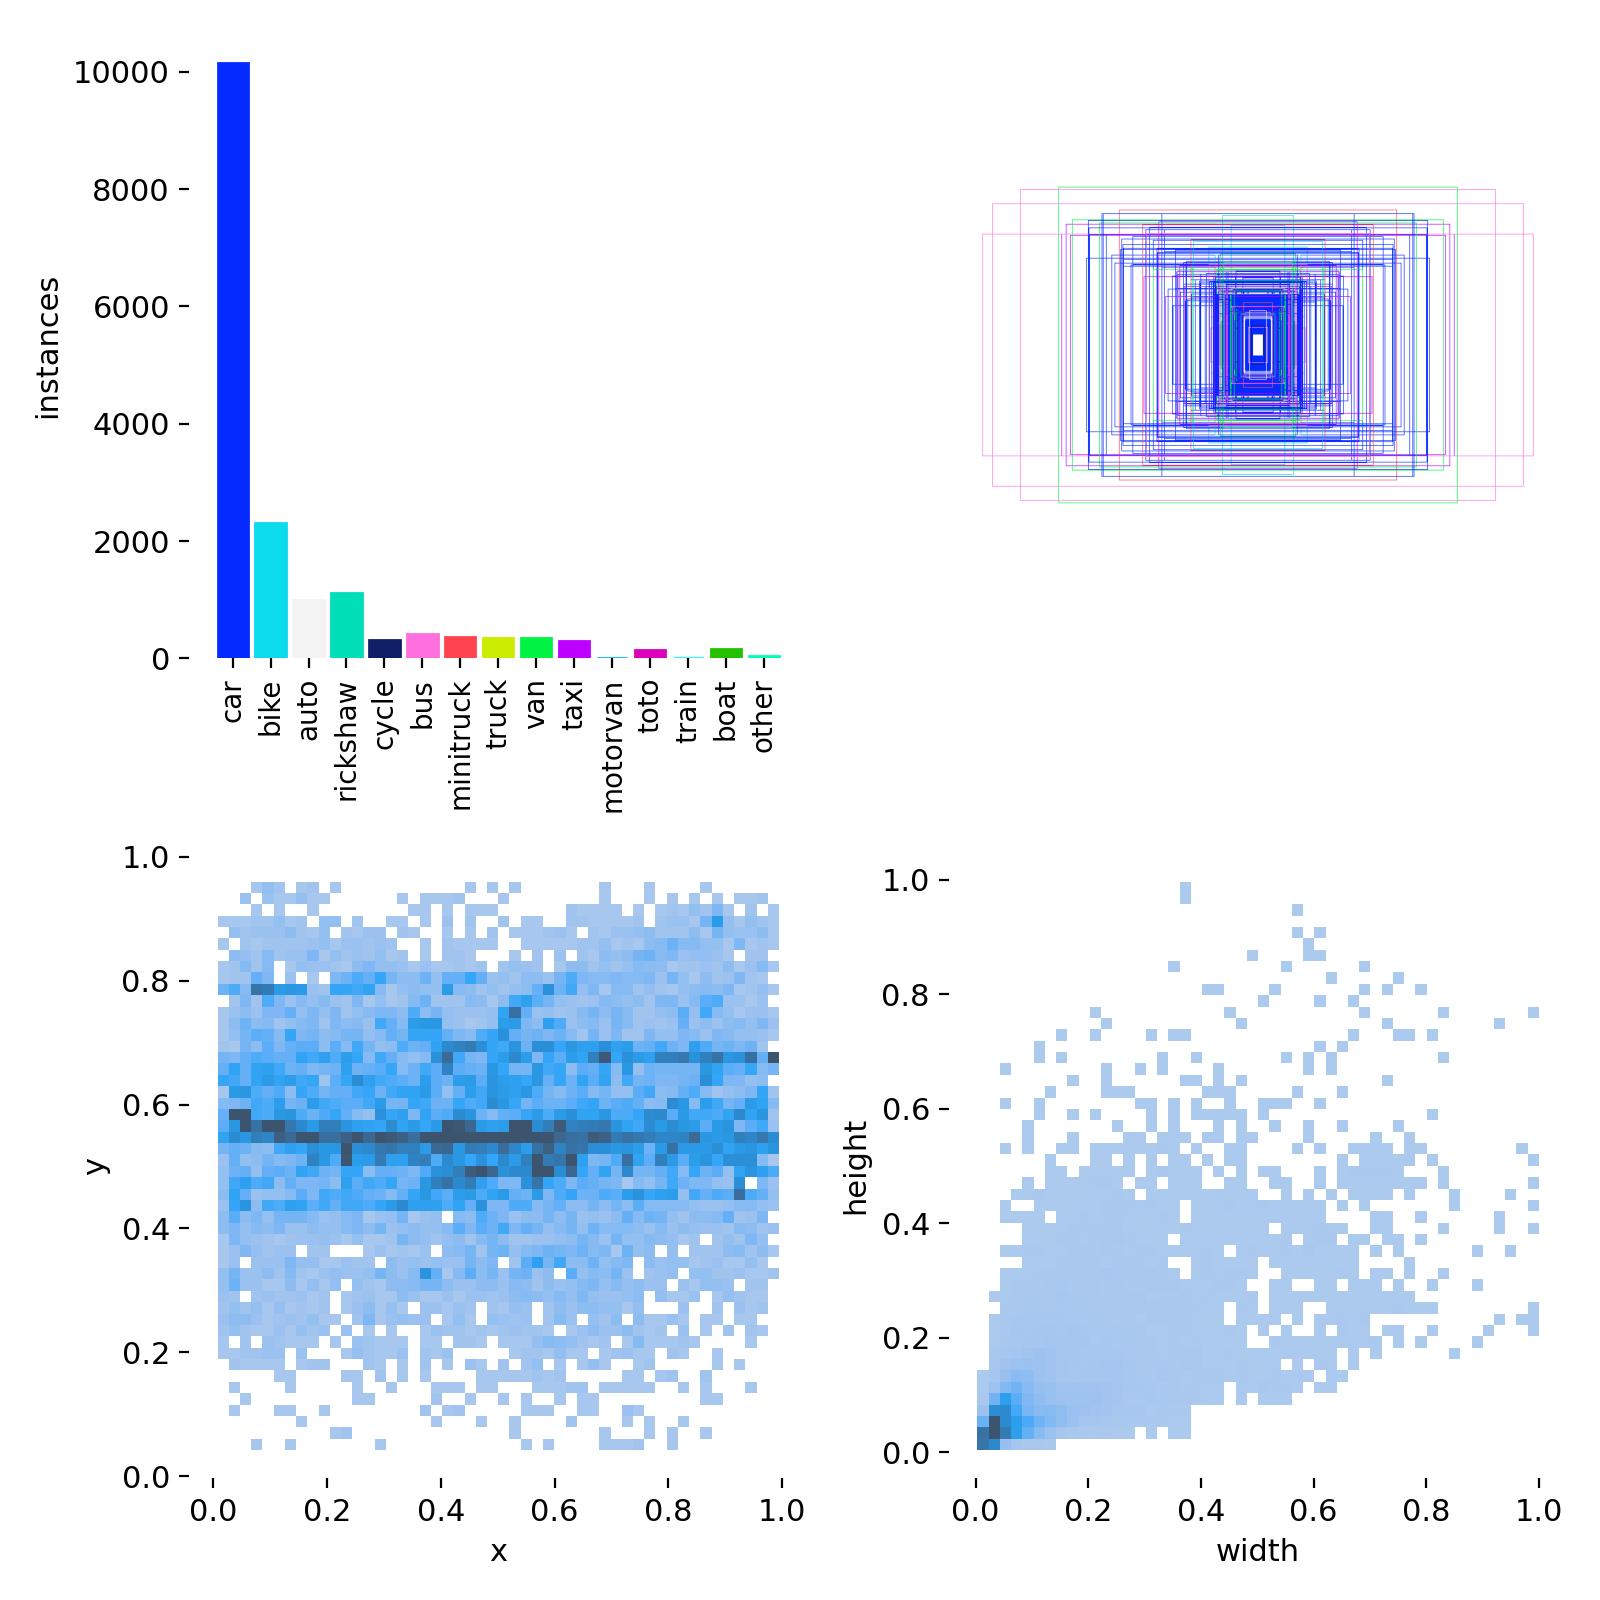 10000
8000
6000
4000
2000
0
instances
car
bike
auto
rickshaw
cycle
bus
minitruck
truck
van
taxi
motorvan
toto
train
boat
other
1.0
0.8
0.6
0.4
0.2
0.0
y
0.0 0.2 0.4 0.6 0.8 1.0
x
1.0
0.8
0.6
0.4
0.2
0.0
height
0.0 0.2 0.4 0.6 0.8 1.0
width